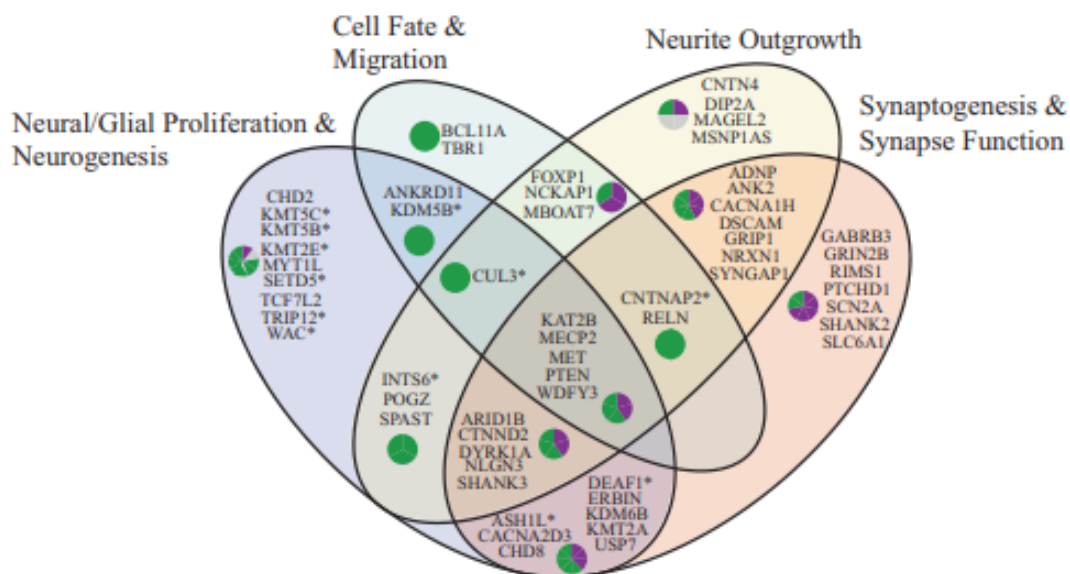 Cell Fate &
Migration
Neurite Outgrowth
Neural/Glial Proliferation &
Neurogenesis
Synaptogenesis &
Synapse Function
CNTN4
DIP2A
MAGEL2
MSNP1AS
BCL11A
TBR1
FOXP1
NCKAP1
MBOAT7
ADNP
ANK2
CACNA1H
DSCAM
GRIP1
NRXN1
SYNGAP1
ANKRD11
KDM5B*
CHD2
KMT5C*
KMT5B*
KMT2E*
MYT1L
SETD5*
TCF7L2
TRIP12*
WAC*
GABRB3
GRIN2B
RIMS1
PTCHD1
SCN2A
SHANK2
SLC6A1
CUL3*
CNTNAP2*
RELN
KAT2B
MECP2
MET
PTEN
WDFY3
INTS6*
POGZ
SPAST
ARID1B
CTNND2
DYRK1A
NLGN3
SHANK3
DEAF1*
ERBIN
KDM6B
KMT2A
USP7
ASH1L*
CACNA2D3
CHD8